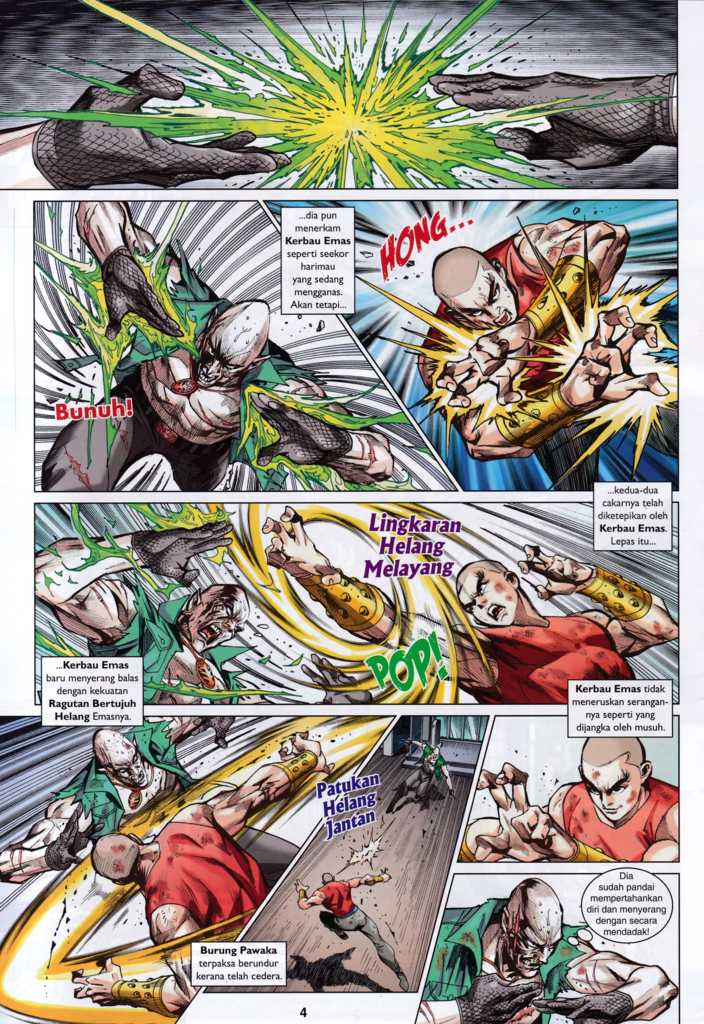 ...dia pun
menerkam
Kerbau Emas
seperti seekor
harimau
yang sedang
mengganas.
Akan tetapi...
HONG...
Bunuh!
...kedua-dua
cakarnya telah
diketepikan oleh
Kerbau Emas.
Lepas itu...
Lingkaran
Helang
Melayang
POP!
...Kerbau Emas
baru menyerang balas
dengan kekuatan
Ragutan Bertujuh
Helang Emasnya.
Kerbau Emas tidak
meneruskan serangan-
nya seperti yang
dijangka oleh musuh.
Patukan
Helang
Jantan
Burung Pawaka
terpaksa berundur
kerana telah cedera.
Dia
sudah pandai
mempertahankan
diri dan menyerang
dengan secara
mendadak!
4